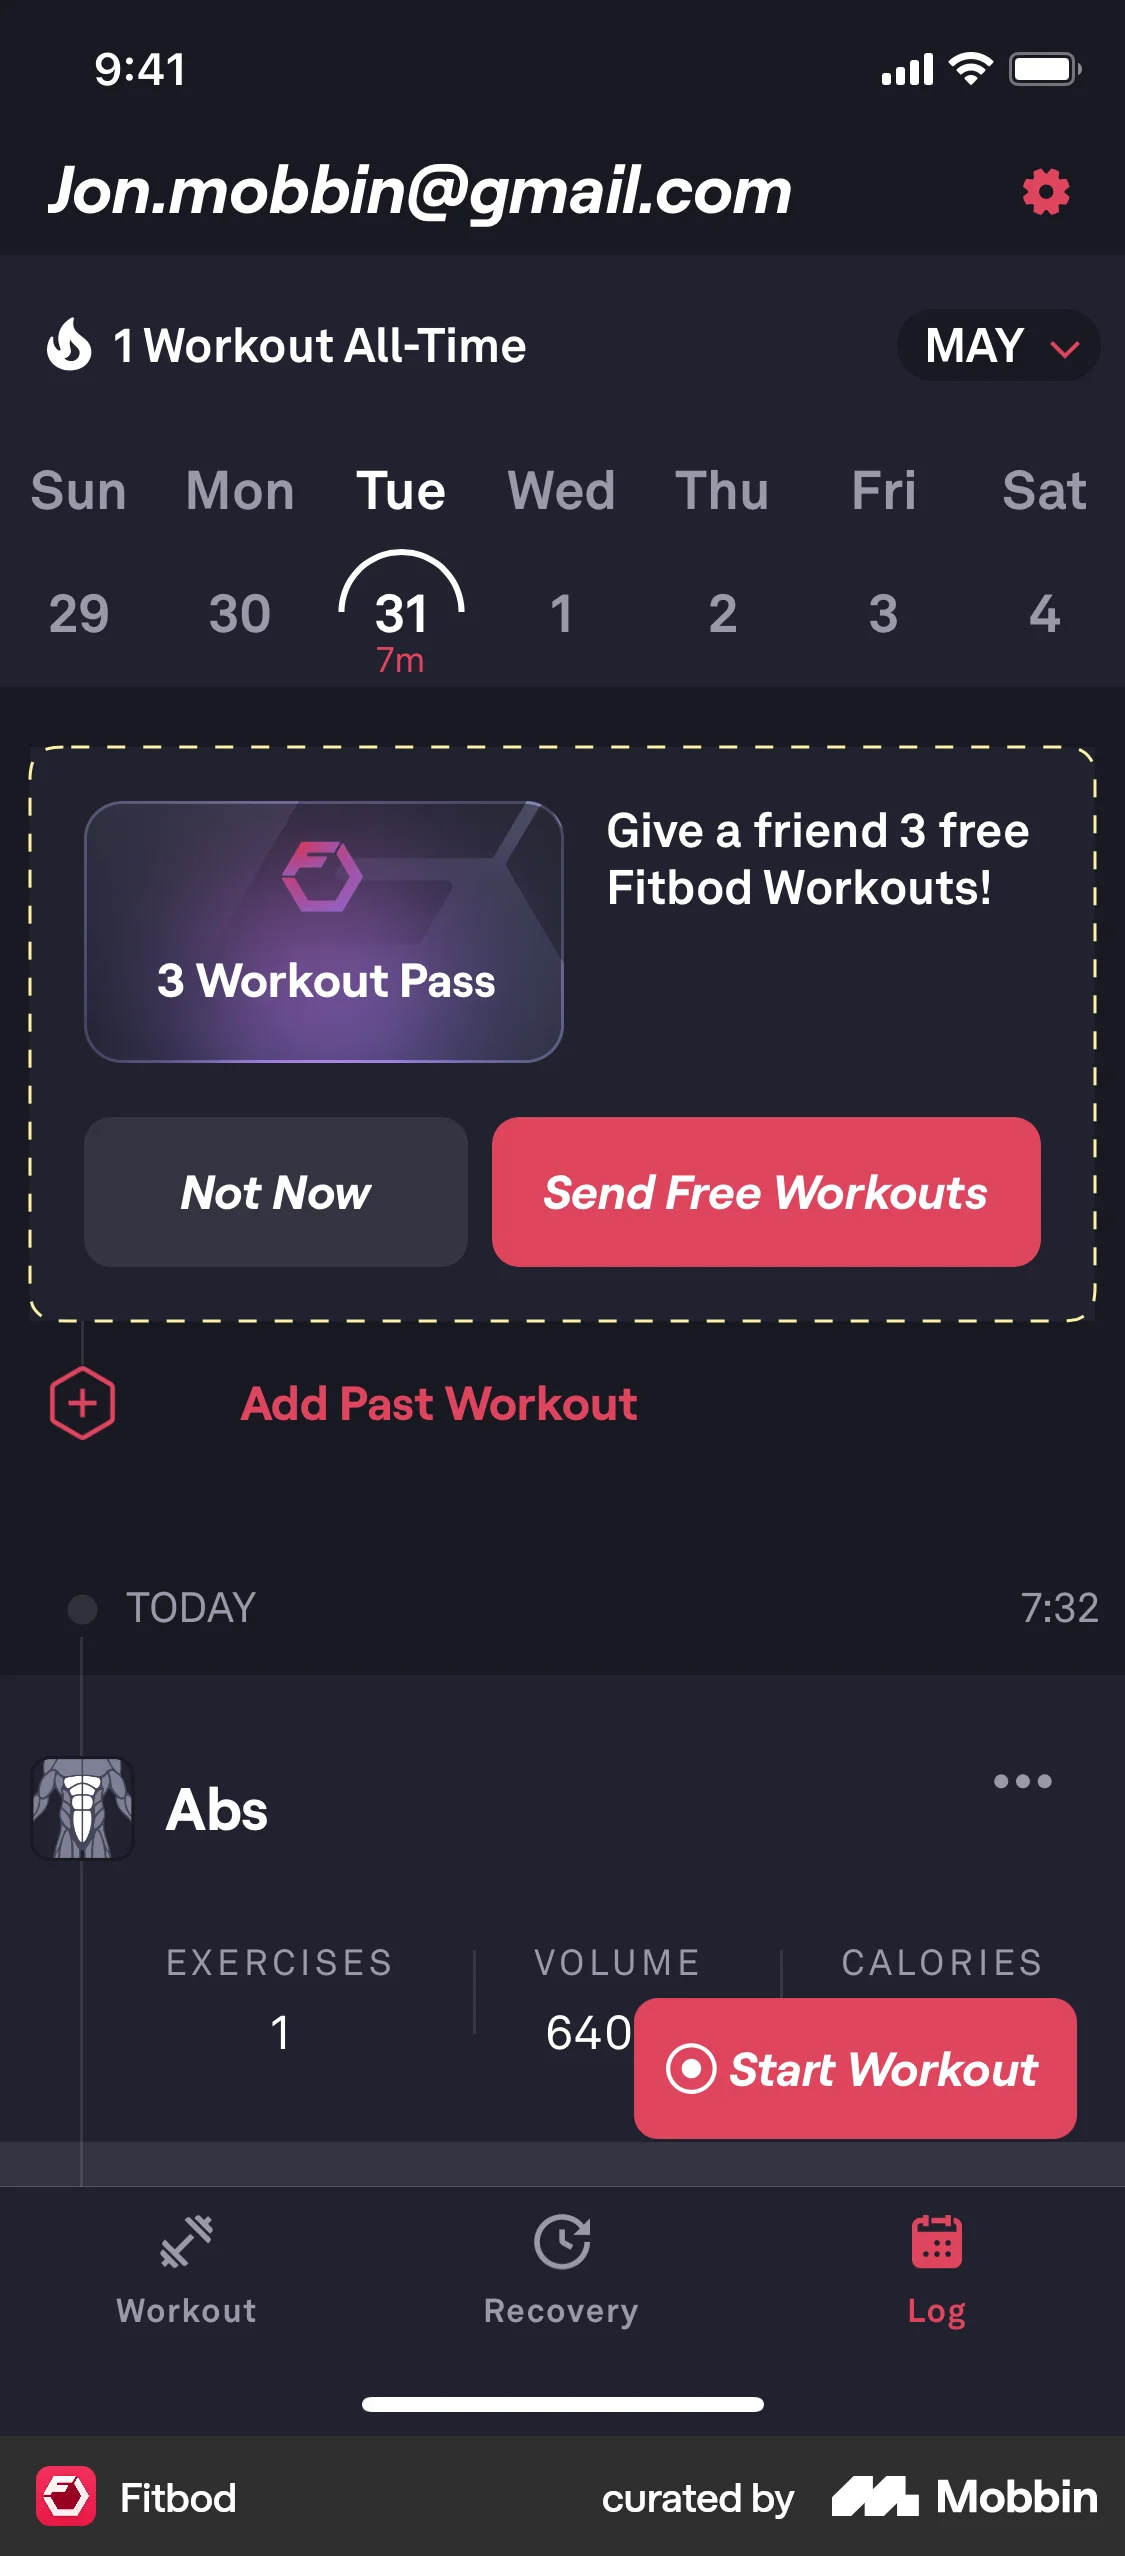 9:41
Jon.mobbin@gmail.com
1 Workout All-Time
MAY
Sun Mon Tue Wed Thu Fri Sat
29 30 31 1 2 3 4
7m
3 Workout Pass
Give a friend 3 free
Fitbod Workouts!
Not Now
Send Free Workouts
Add Past Workout
TODAY
7:32
Abs
EXERCISES VOLUME CALORIES
1 640
Start Workout
Workout Recovery Log
Fitbod
curated by Mobbin